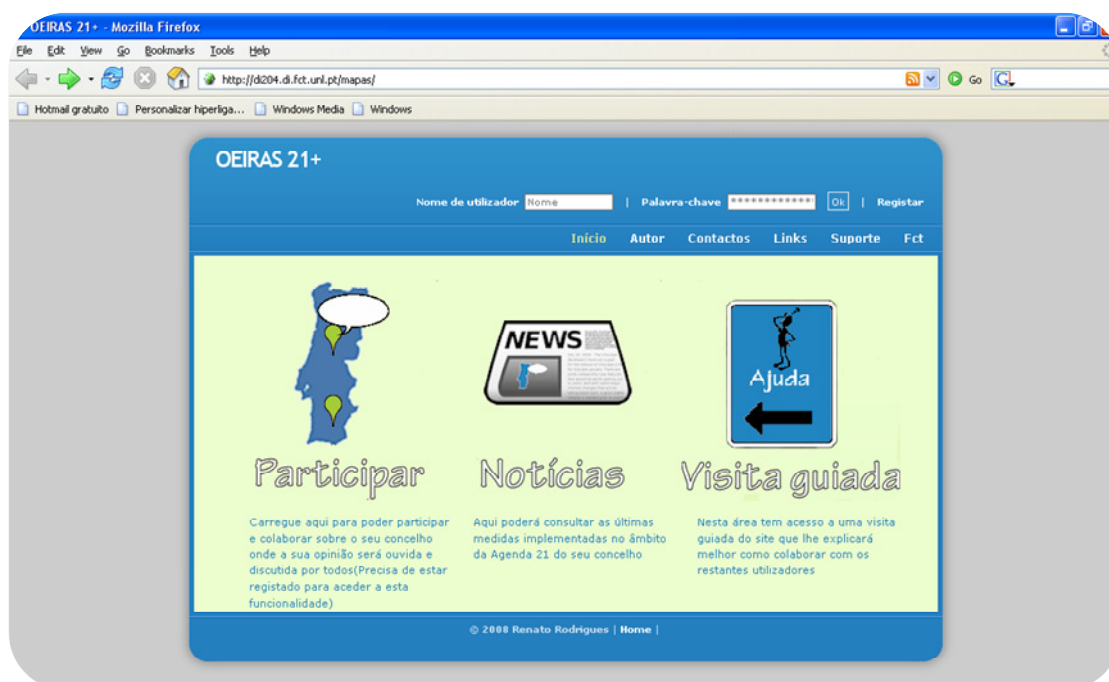 OEIRAS 21+ - Mozilla Firefox
File Edit View Go Bookmarks Tools Help
http://di204.di.fct.unl.pt/mapas/ Go
Hotmail gratuito Personalizar hiperliga... Windows Media Windows
OEIRAS 21+
Nome de utilizador Nome | Palavra-chave ************* Ok | Registar
Início Autor Contactos Links Suporte Fct
NEWS
Ajuda
Participar Notícias Visita guiada
Carregue aqui para poder participar
e colaborar sobre o seu concelho
onde a sua opinião será ouvida e
discutida por todos(Precisa de estar
registado para aceder a esta
funcionalidade)
Aqui poderá consultar as últimas
medidas implementadas no âmbito
da Agenda 21 do seu concelho
Nesta área tem acesso a uma visita
guiada do site que lhe explicará
melhor como colaborar com os
restantes utilizadores
© 2008 Renato Rodrigues | Home |